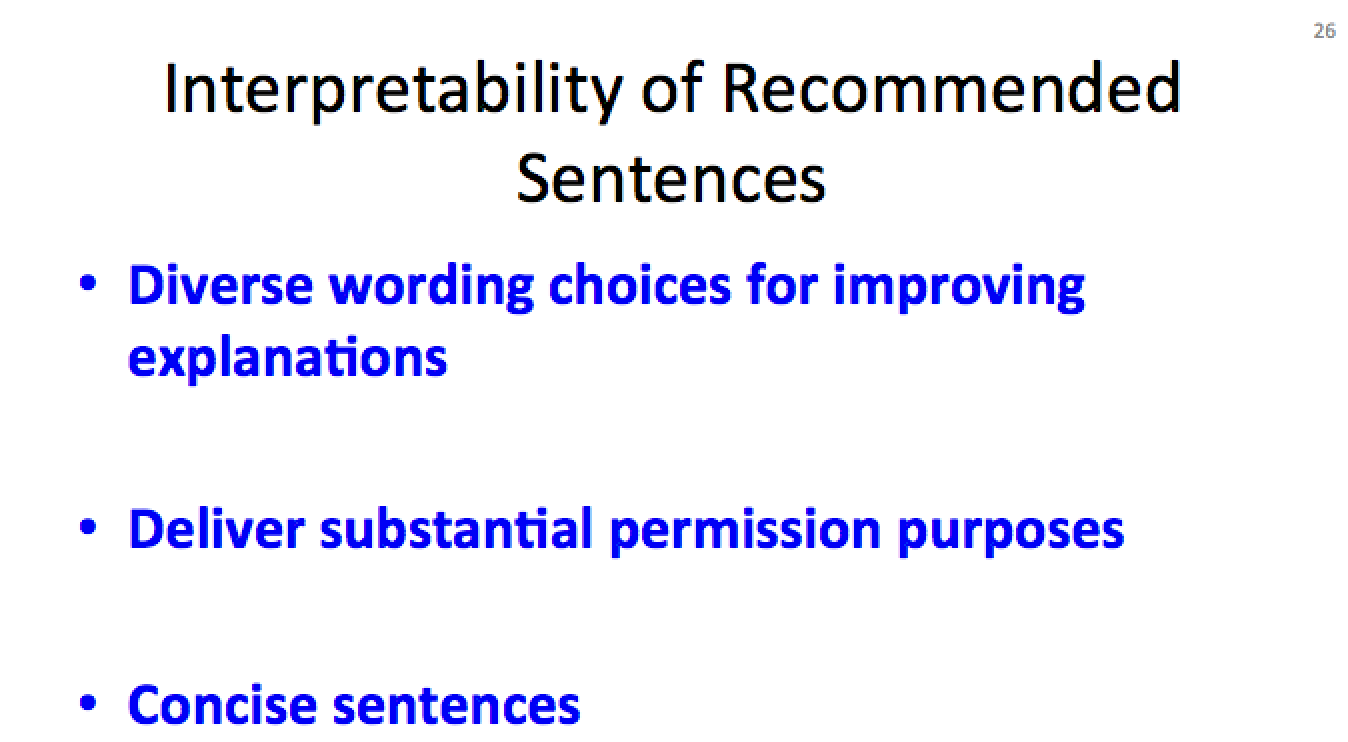 26
Interpretability of Recommended
Sentences
• Diverse wording choices for improving
explanations
• Deliver substantial permission purposes
• Concise sentences